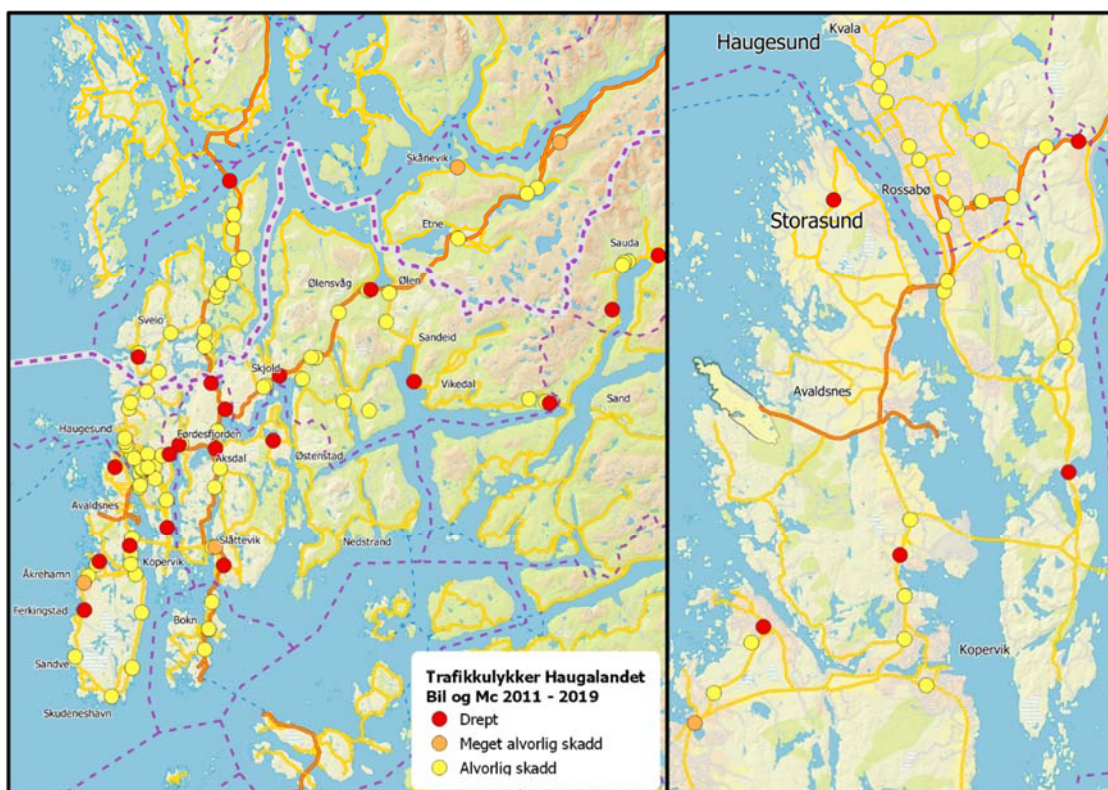 Skånevik
Etne
Sauda
Ølensvåg
Ølen
Sveio
Sandeid
Skjold
Vikedal
Sand
Haugesund
Førdesfjorden
Aksdal
Østenstad
Avaldsnes
Slåttevik
Nedstrand
Åkrehamn
Kopervik
Ferkingstad
Bokn
Sandve
Skudeneshavn
Trafikkulykker Haugalandet
Bil og Mc 2011 - 2019
Drept
Meget alvorlig skadd
Alvorlig skadd
Kvala
Haugesund
Rossabø
Storasund
Avaldsnes
Kopervik